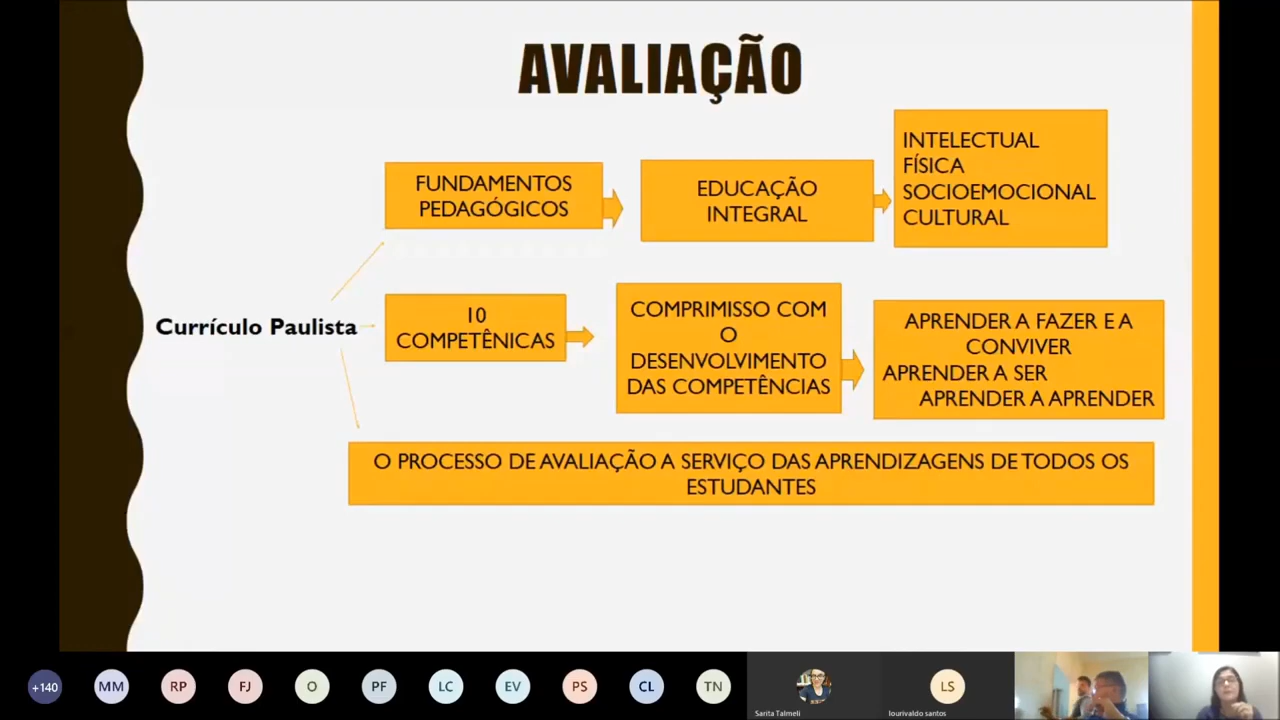 AVALIAÇÃO
FUNDAMENTOS
PEDAGÓGICOS
EDUCAÇÃO
INTEGRAL
INTELECTUAL
FÍSICA
SOCIOEMOCIONAL
CULTURAL
Currículo Paulista
10
COMPETÊNICAS
COMPRIMISSO COM
O
DESENVOLVIMENTO
DAS COMPETÊNCIAS
APRENDER A FAZER E A
CONVIVER
APRENDER A SER
APRENDER A APRENDER
O PROCESSO DE AVALIAÇÃO A SERVIÇO DAS APRENDIZAGENS DE TODOS OS
ESTUDANTES
+140
MM
RP
FJ
O
PF
LC
EV
PS
CL
TN
LS
Sarita Talmeli
lourivaldo santos